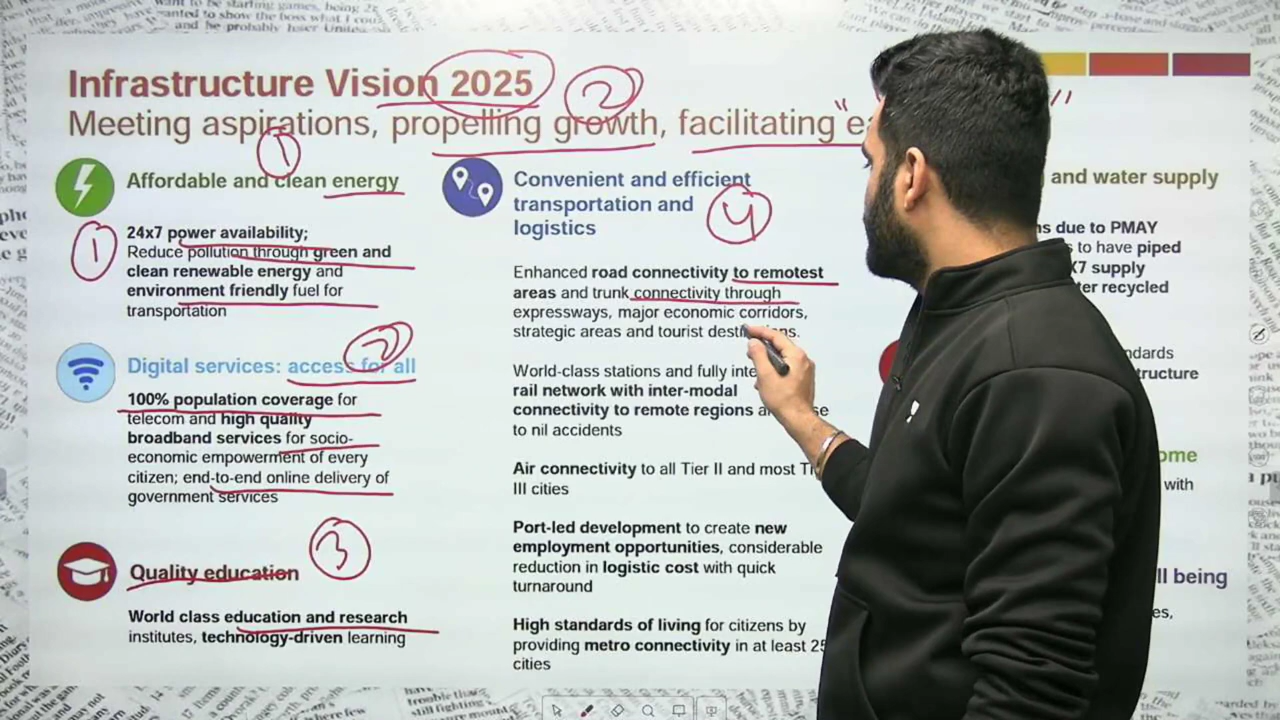 Infrastructure Vision 2025
Meeting aspirations, propelling growth, facilitating "
1
2
Affordable and clean energy
1
24x7 power availability;
Reduce pollution through green and
clean renewable energy and
environment friendly fuel for
transportation
2
Digital services: access for all
100% population coverage for
telecom and high quality
broadband services for socio-
economic empowerment of every
citizen; end-to-end online delivery of
government services
3
Quality education
World class education and research
institutes, technology-driven learning
Convenient and efficient
transportation and
logistics
4
Enhanced road connectivity to remotest
areas and trunk connectivity through
expressways, major economic corridors,
strategic areas and tourist destinations.
World-class stations and fully
rail network with inter-modal
connectivity to remote regions
to nil accidents
Air connectivity to all Tier II and most
III cities
Port-led development to create new
employment opportunities, considerable
reduction in logistic cost with quick
turnaround
High standards of living for citizens by
providing metro connectivity in at least 25
cities
and water supply
due to PMAY
to have piped
supply
recycled
with
being